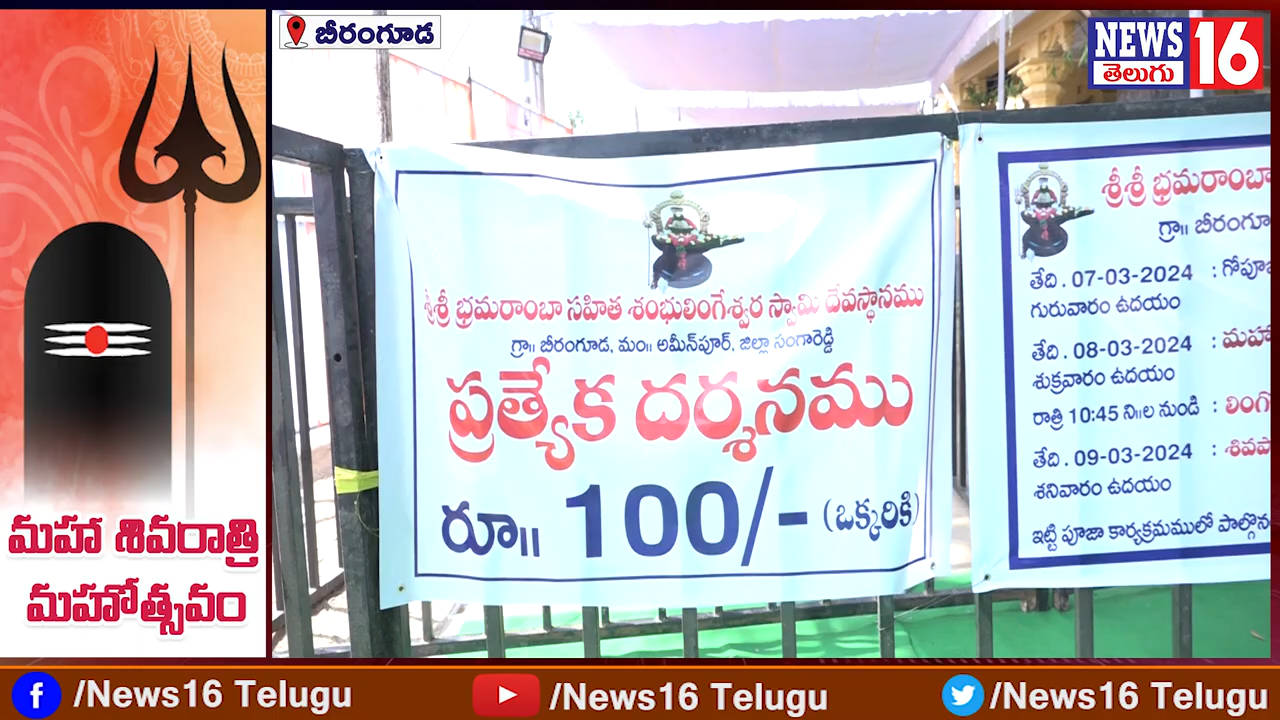 బీరంగూడ
NEWS 16
తెలుగు
మహా శివరాత్రి
మహోత్సవం
శ్రీశ్రీ భ్రమరాంబా సహిత శంభులింగేశ్వర స్వామి దేవస్థానము
గ్రా॥ బీరంగూడ, మం॥ అమీన్‌పూర్, జిల్లా సంగారెడ్డి
ప్రత్యేక దర్శనము
రూ॥ 100/- (ఒక్కరికి)
శ్రీశ్రీ భ్రమరాంబా
గ్రా॥ బీరంగూ
తేది. 07-03-2024 : గోపూజ
గురువారం ఉదయం
తేది. 08-03-2024 : మహా
శుక్రవారం ఉదయం
రాత్రి 10:45 ని॥ల నుండి : లింగో
తేది. 09-03-2024 : శివపా
శనివారం ఉదయం
ఇట్టి పూజా కార్యక్రమములో పాల్గొన
/News16 Telugu
/News16 Telugu
/News16 Telugu